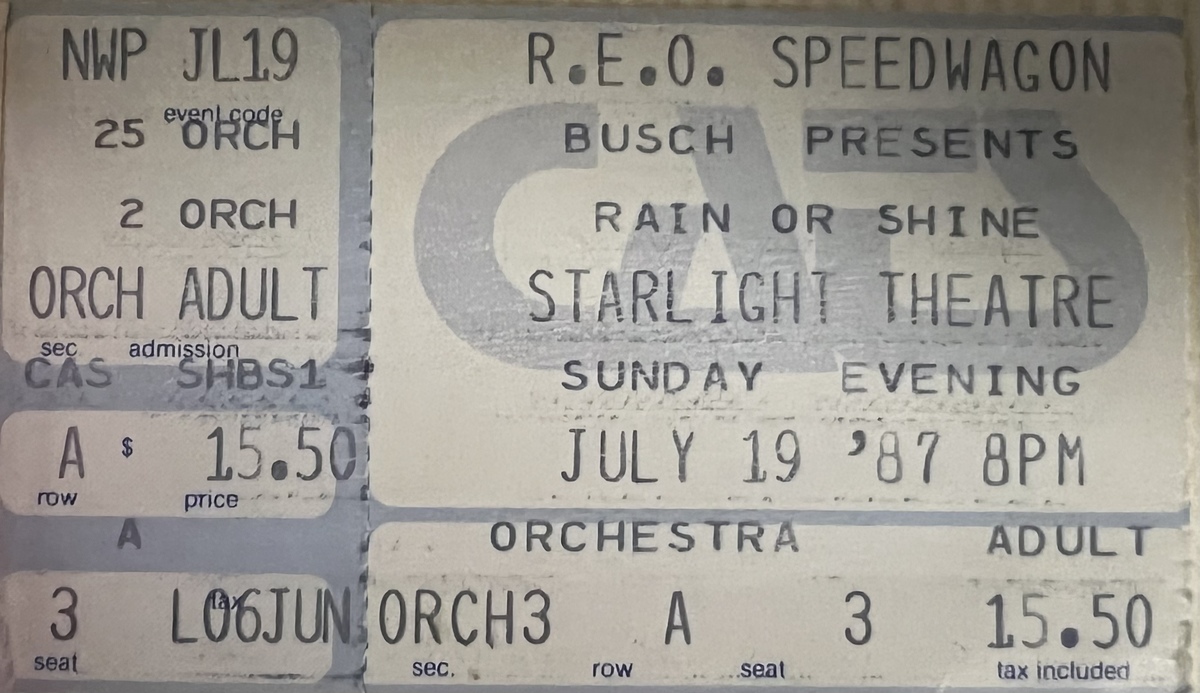 NWP JL19
event code
25 ORCH
2 ORCH
ORCH ADULT
sec admission
CAS SHBS1
A $ 15.50
row price
A
3 L06JUN
tax
seat
R.E.O. SPEEDWAGON
BUSCH PRESENTS
RAIN OR SHINE
STARLIGHT THEATRE
SUNDAY EVENING
JULY 19 '87 8PM
ORCHESTRA ADULT
ORCH3 A 3 15.50
sec. row seat tax included